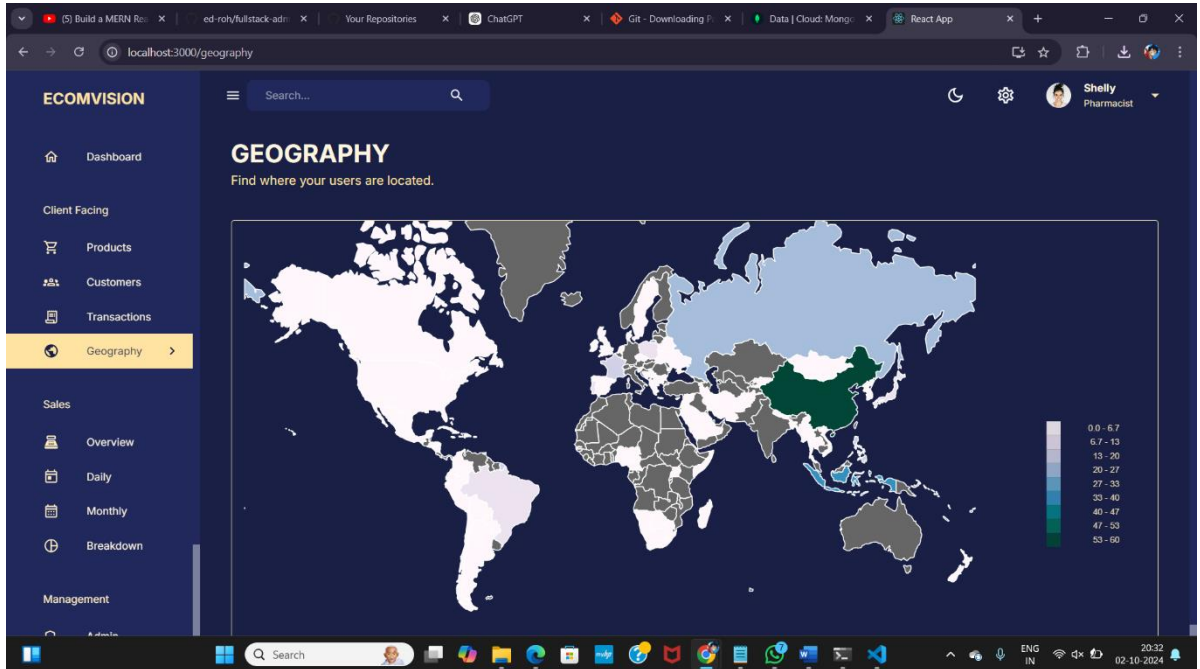 (5) Build a MERN Rea
ed-roh/fullstack-adm
Your Repositories
ChatGPT
Git - Downloading Pa
Data | Cloud: Mongo
React App
localhost:3000/geography
ECOMVISION
Search...
Shelly
Pharmacist
Dashboard
GEOGRAPHY
Find where your users are located.
Client Facing
Products
Customers
Transactions
Geography
Sales
Overview
Daily
Monthly
Breakdown
Management
Admin
0.0 - 6.7
6.7 - 13
13 - 20
20 - 27
27 - 33
33 - 40
40 - 47
47 - 53
53 - 60
Search
ENG
IN
20:32
02-10-2024